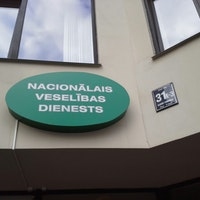 NACIONĀLAIS
VESELĪBAS
DIENESTS
31